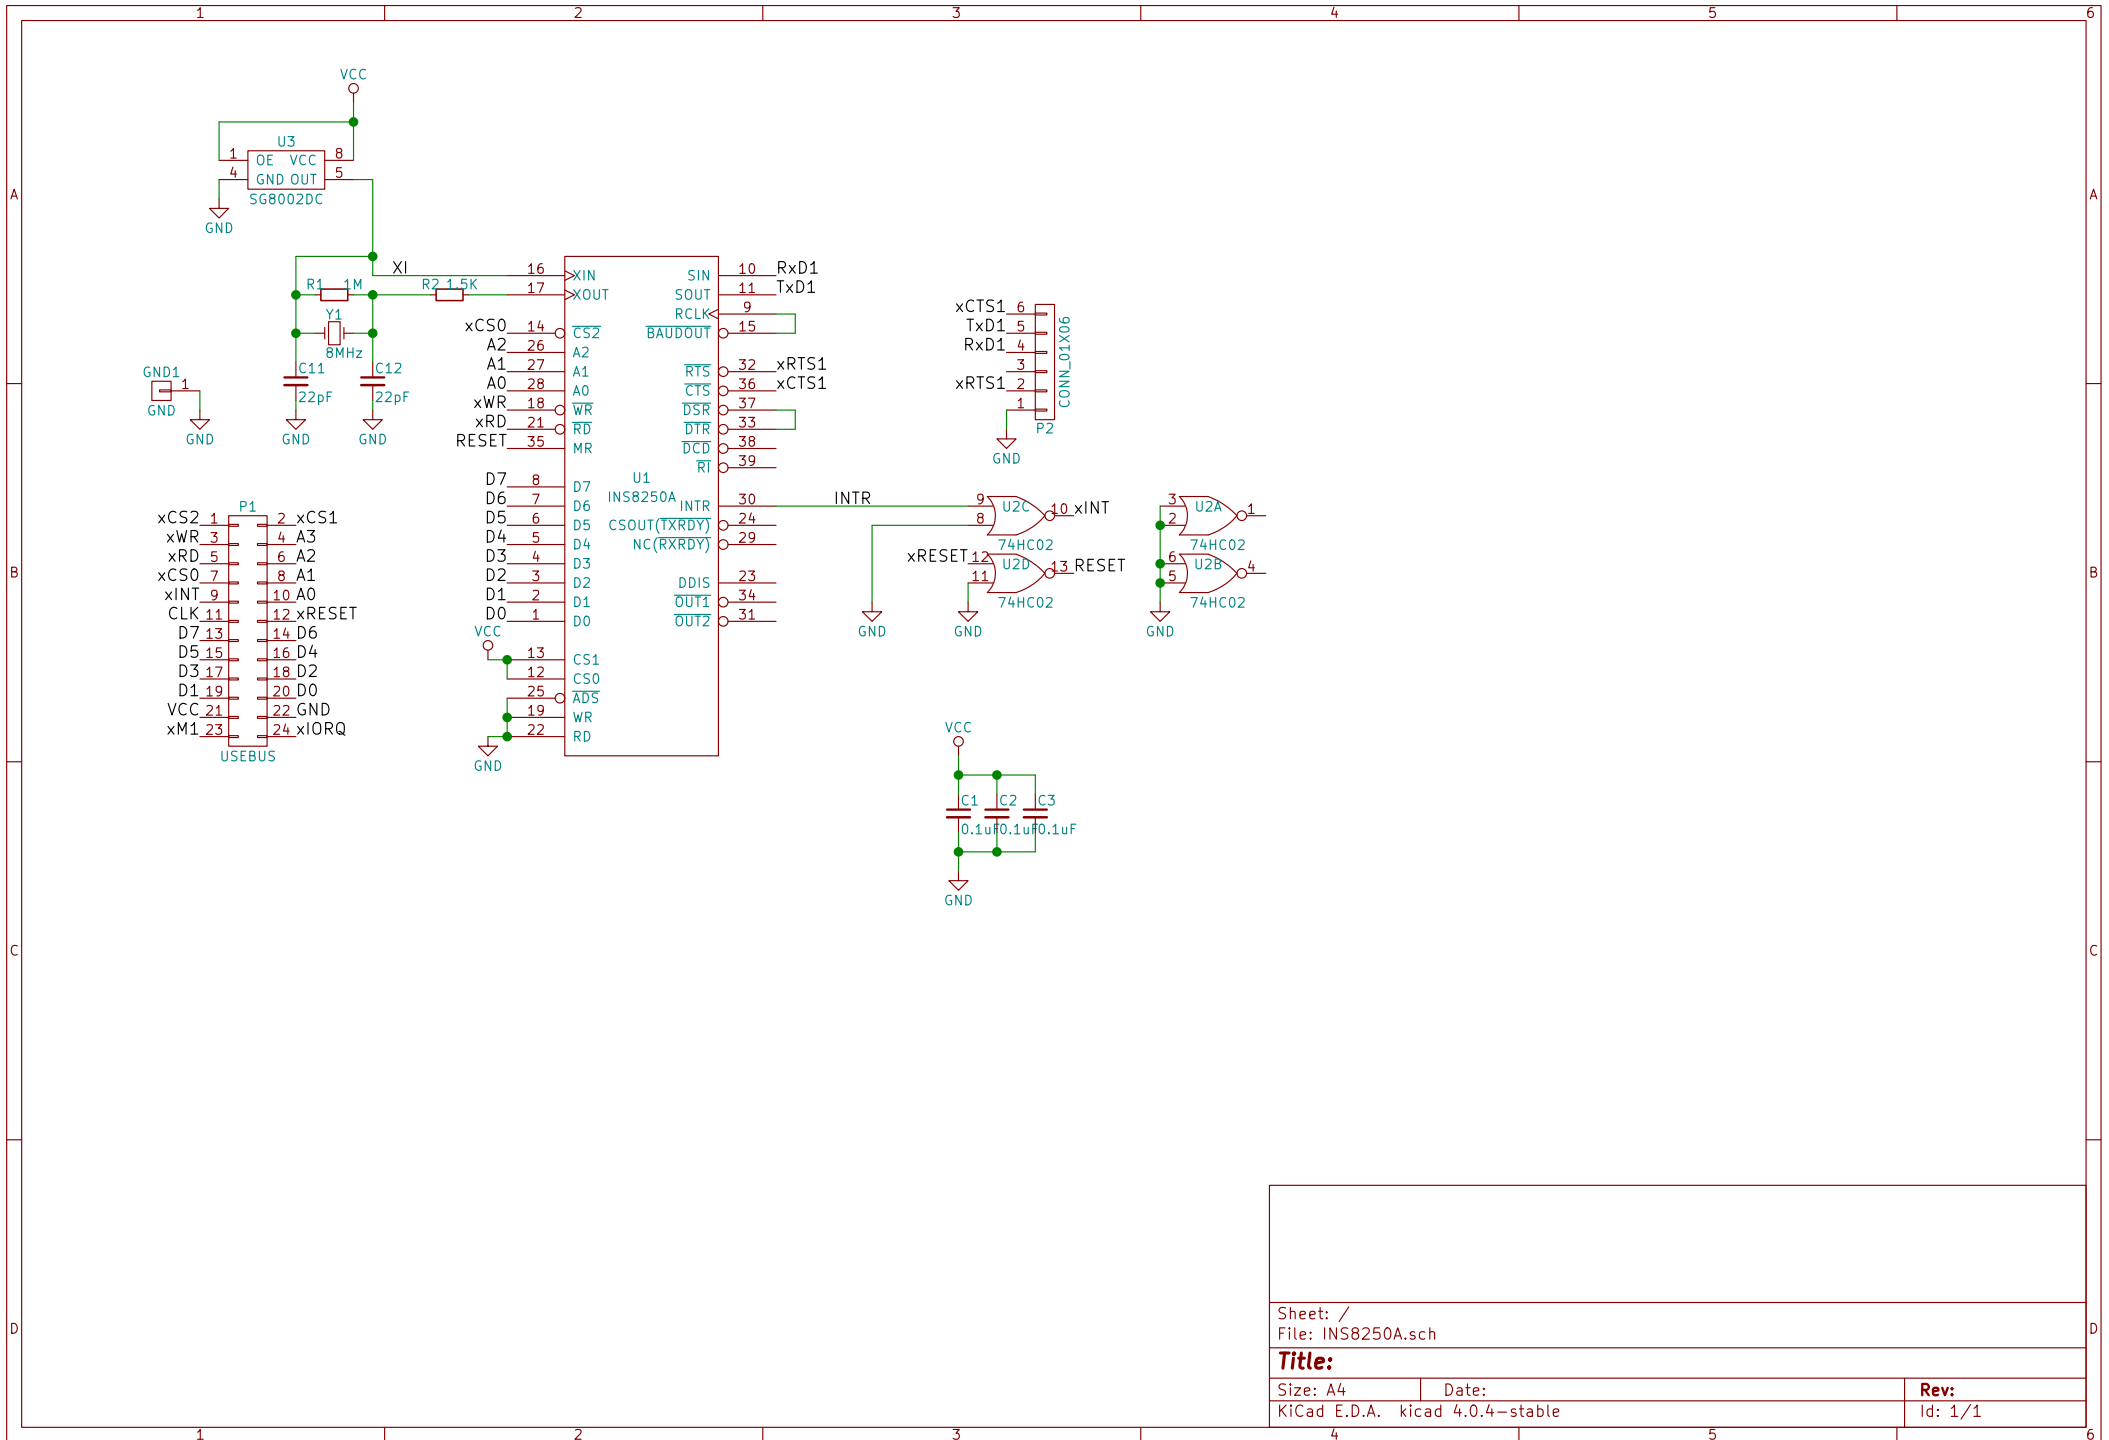 1 2 3 4 5 6
A
B
C
D
A
B
C
D
1 2 3 4 5 6
VCC
U3
1 OE VCC 8
4 GND OUT 5
SG8002DC
GND
XI
R1 1M
R2 1.5K
Y1
8MHz
C11
22pF
C12
22pF
GND
GND
GND1
1
GND
GND
P1
xCS2 1 2 xCS1
xWR 3 4 A3
xRD 5 6 A2
xCS0 7 8 A1
xINT 9 10 A0
CLK 11 12 xRESET
D7 13 14 D6
D5 15 16 D4
D3 17 18 D2
D1 19 20 D0
VCC 21 22 GND
xM1 23 24 xIORQ
USEBUS
U1
INS8250A
16 XIN
17 XOUT
xCS0 14 CS2
A2 26 A2
A1 27 A1
A0 28 A0
xWR 18 WR
xRD 21 RD
RESET 35 MR
D7 8 D7
D6 7 D6
D5 6 D5
D4 5 D4
D3 4 D3
D2 3 D2
D1 2 D1
D0 1 D0
VCC
13 CS1
12 CS0
25 ADS
19 WR
22 RD
GND
SIN 10 RxD1
SOUT 11 TxD1
RCLK 9
BAUDOUT 15
RTS 32 xRTS1
CTS 36 xCTS1
DSR 37
DTR 33
DCD 38
RI 39
INTR 30 INTR
CSOUT(TXRDY) 24
NC(RXRDY) 29
DDIS 23
OUT1 34
OUT2 31
xCTS1 6
TxD1 5
RxD1 4
3
xRTS1 2
1
CONN_01X06
P2
GND
9
8
U2C
10 xINT
74HC02
xRESET 12
11
U2D
13 RESET
74HC02
GND
GND
3
2
U2A
1
74HC02
6
5
U2B
4
74HC02
GND
VCC
C1 C2 C3
0.1uF 0.1uF 0.1uF
GND
Sheet: /
File: INS8250A.sch
Title:
Size: A4 Date: Rev:
KiCad E.D.A. kicad 4.0.4-stable Id: 1/1